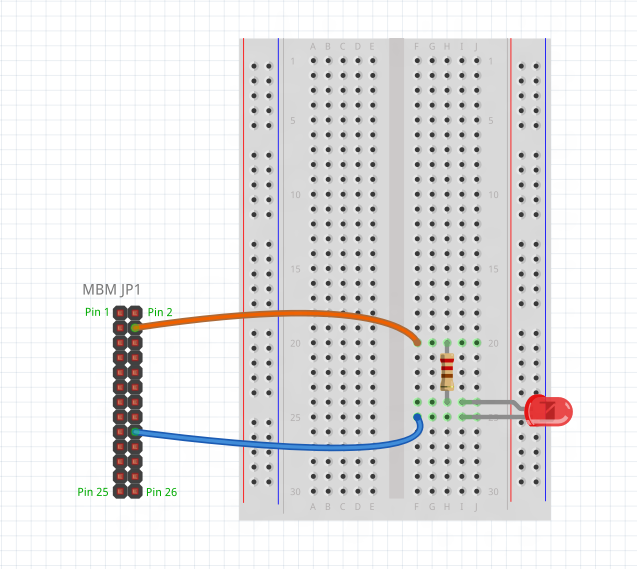 A B C D E F G H I J
1 1
5 5
10 10
15 15
MBM JP1
Pin 1 Pin 2
20 20
25 25
Pin 25 Pin 26
30 30
A B C D E F G H I J